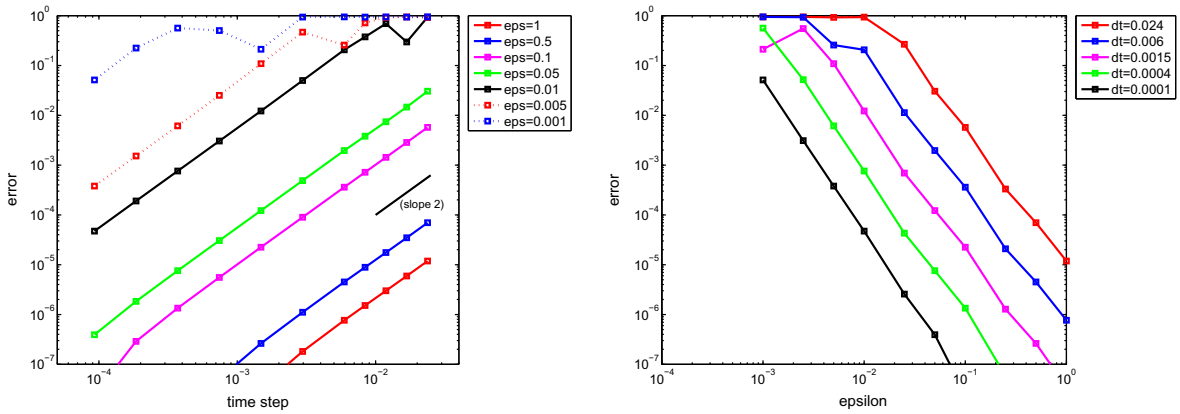 10^0
10^-1
10^-2
10^-3
10^-4
10^-5
10^-6
10^-7
error
10^-4
10^-3
10^-2
time step
(slope 2)
eps=1
eps=0.5
eps=0.1
eps=0.05
eps=0.01
eps=0.005
eps=0.001
10^0
10^-1
10^-2
10^-3
10^-4
10^-5
10^-6
10^-7
error
10^-4
10^-3
10^-2
10^-1
10^0
epsilon
dt=0.024
dt=0.006
dt=0.0015
dt=0.0004
dt=0.0001